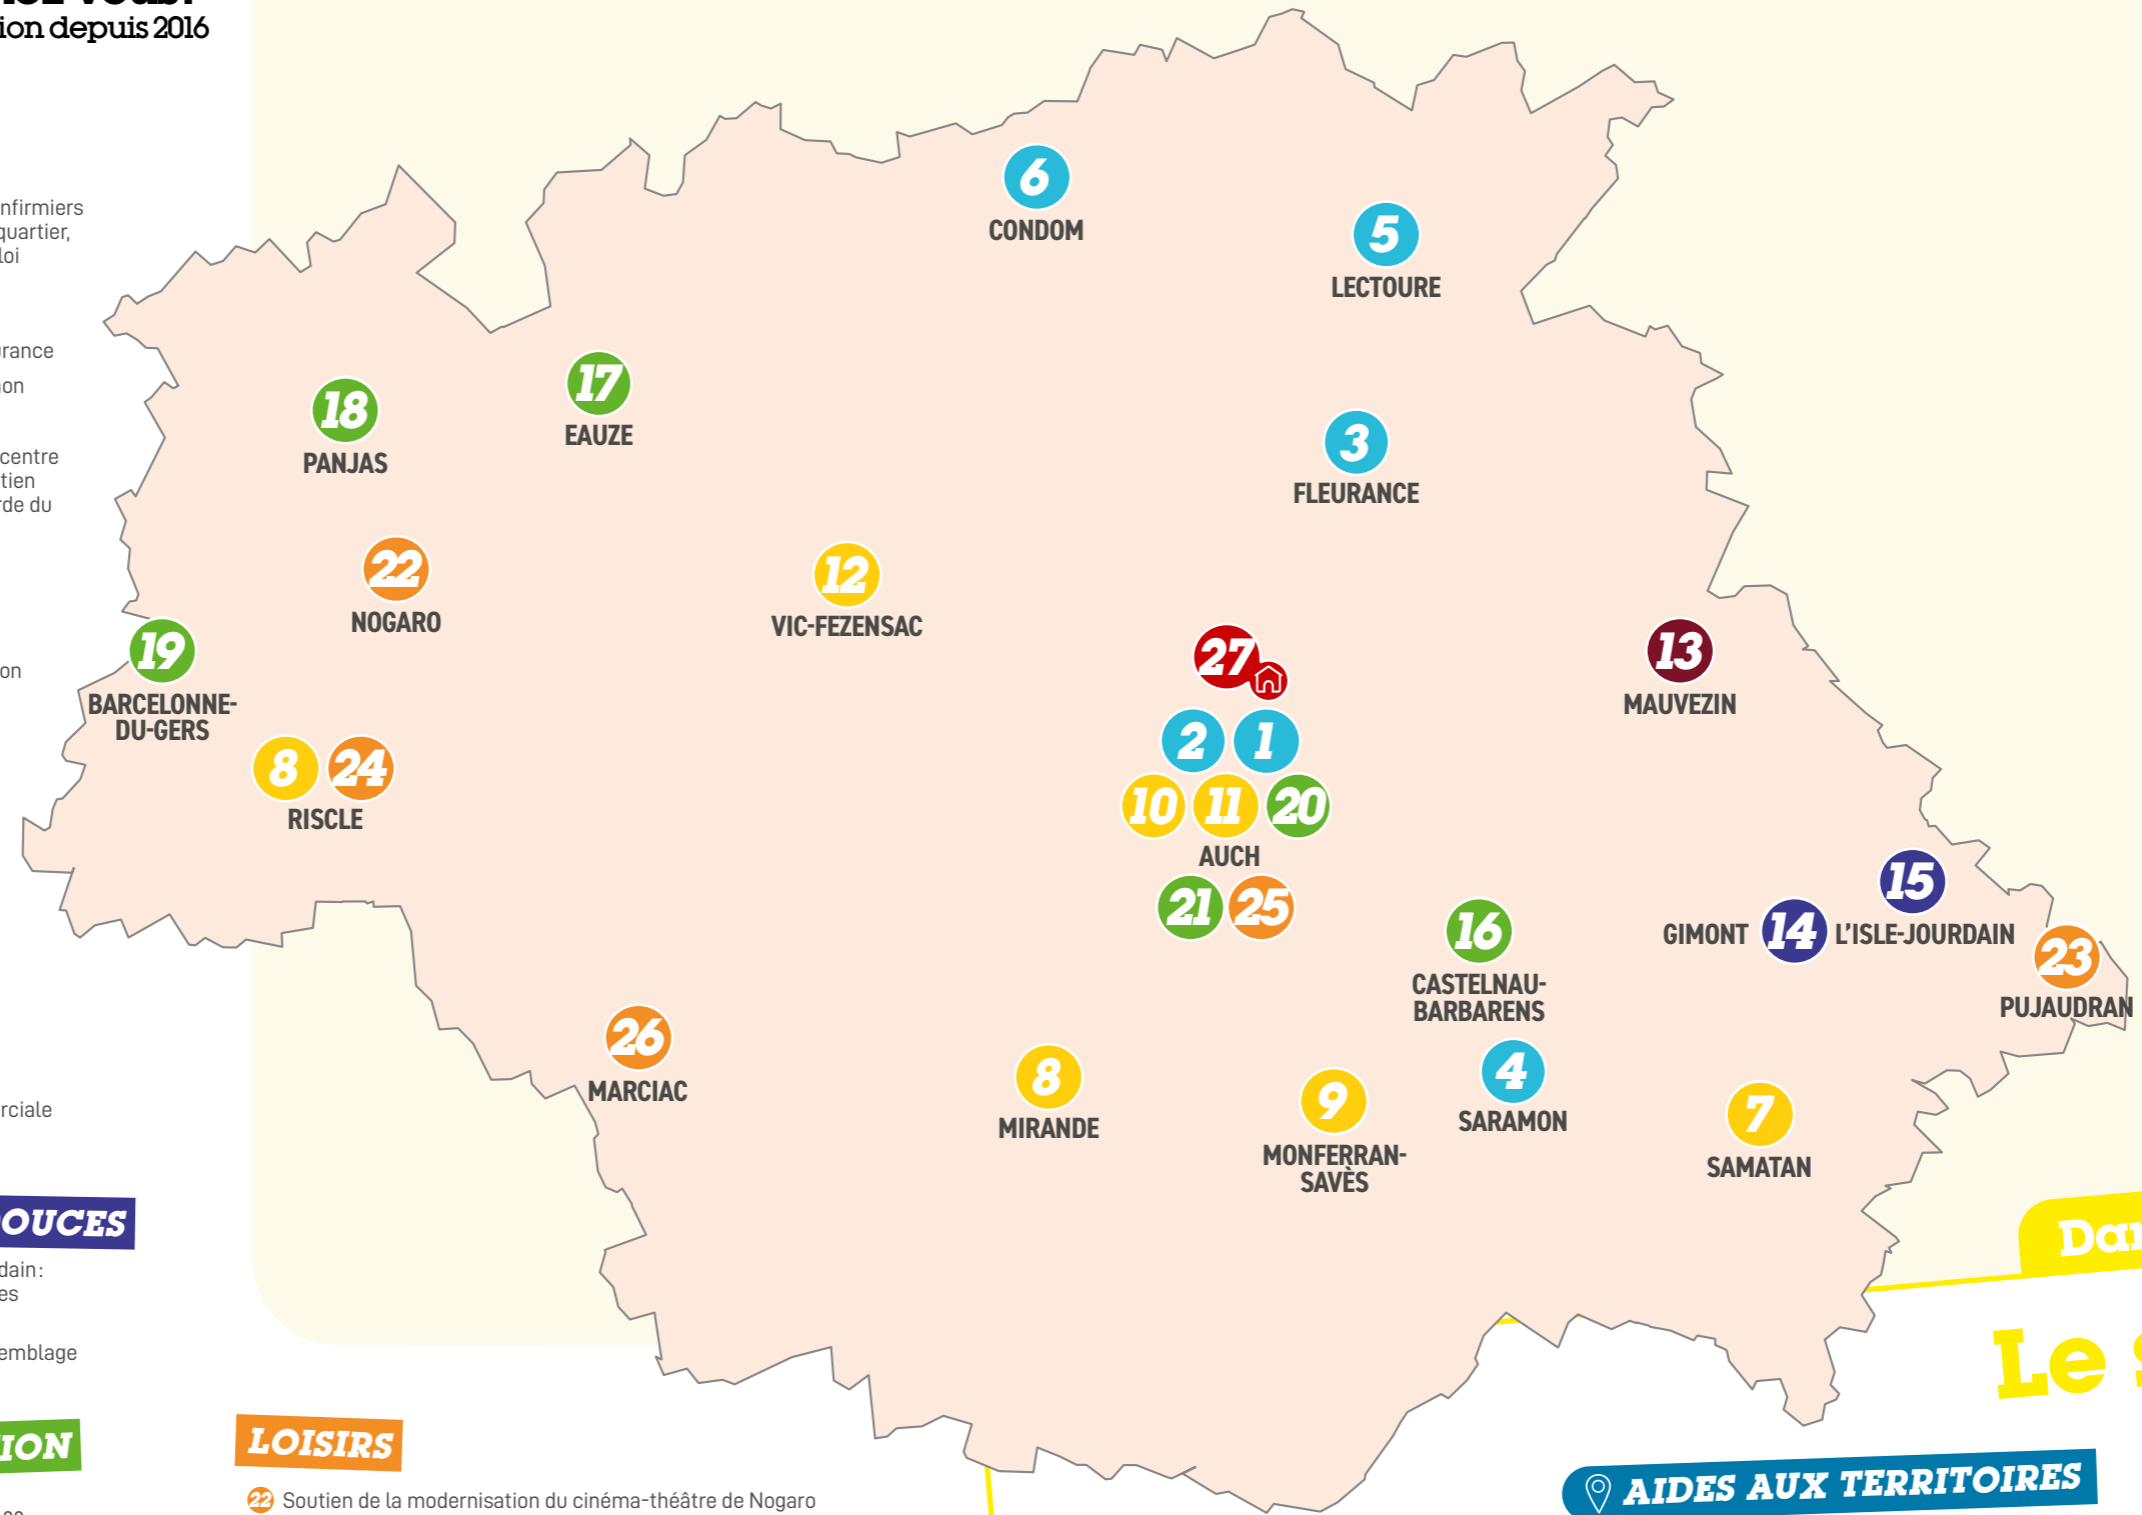 ion depuis 2016
nfirmiers
quartier,
loi
rance
on
centre
tien
rde du
on
rciale
OUCES
dain :
es
emblage
ION
6
CONDOM
5
LECTOURE
17
EAUZE
18
PANJAS
3
FLEURANCE
22
NOGARO
12
VIC-FEZENSAC
19
BARCELONNE-
DU-GERS
27
13
MAUVEZIN
2 1
8 24
RISCLE
10 11 20
AUCH
21 25
15
GIMONT 14 L'ISLE-JOURDAIN
16
CASTELNAU-
BARBARENS
23
PUJAUDRAN
26
MARCIAC
8
MIRANDE
9
MONFERRAN-
SAVÈS
4
SARAMON
7
SAMATAN
LOISIRS
22 Soutien de la modernisation du cinéma-théâtre de Nogaro
Dan
Le s
AIDES AUX TERRITOIRES